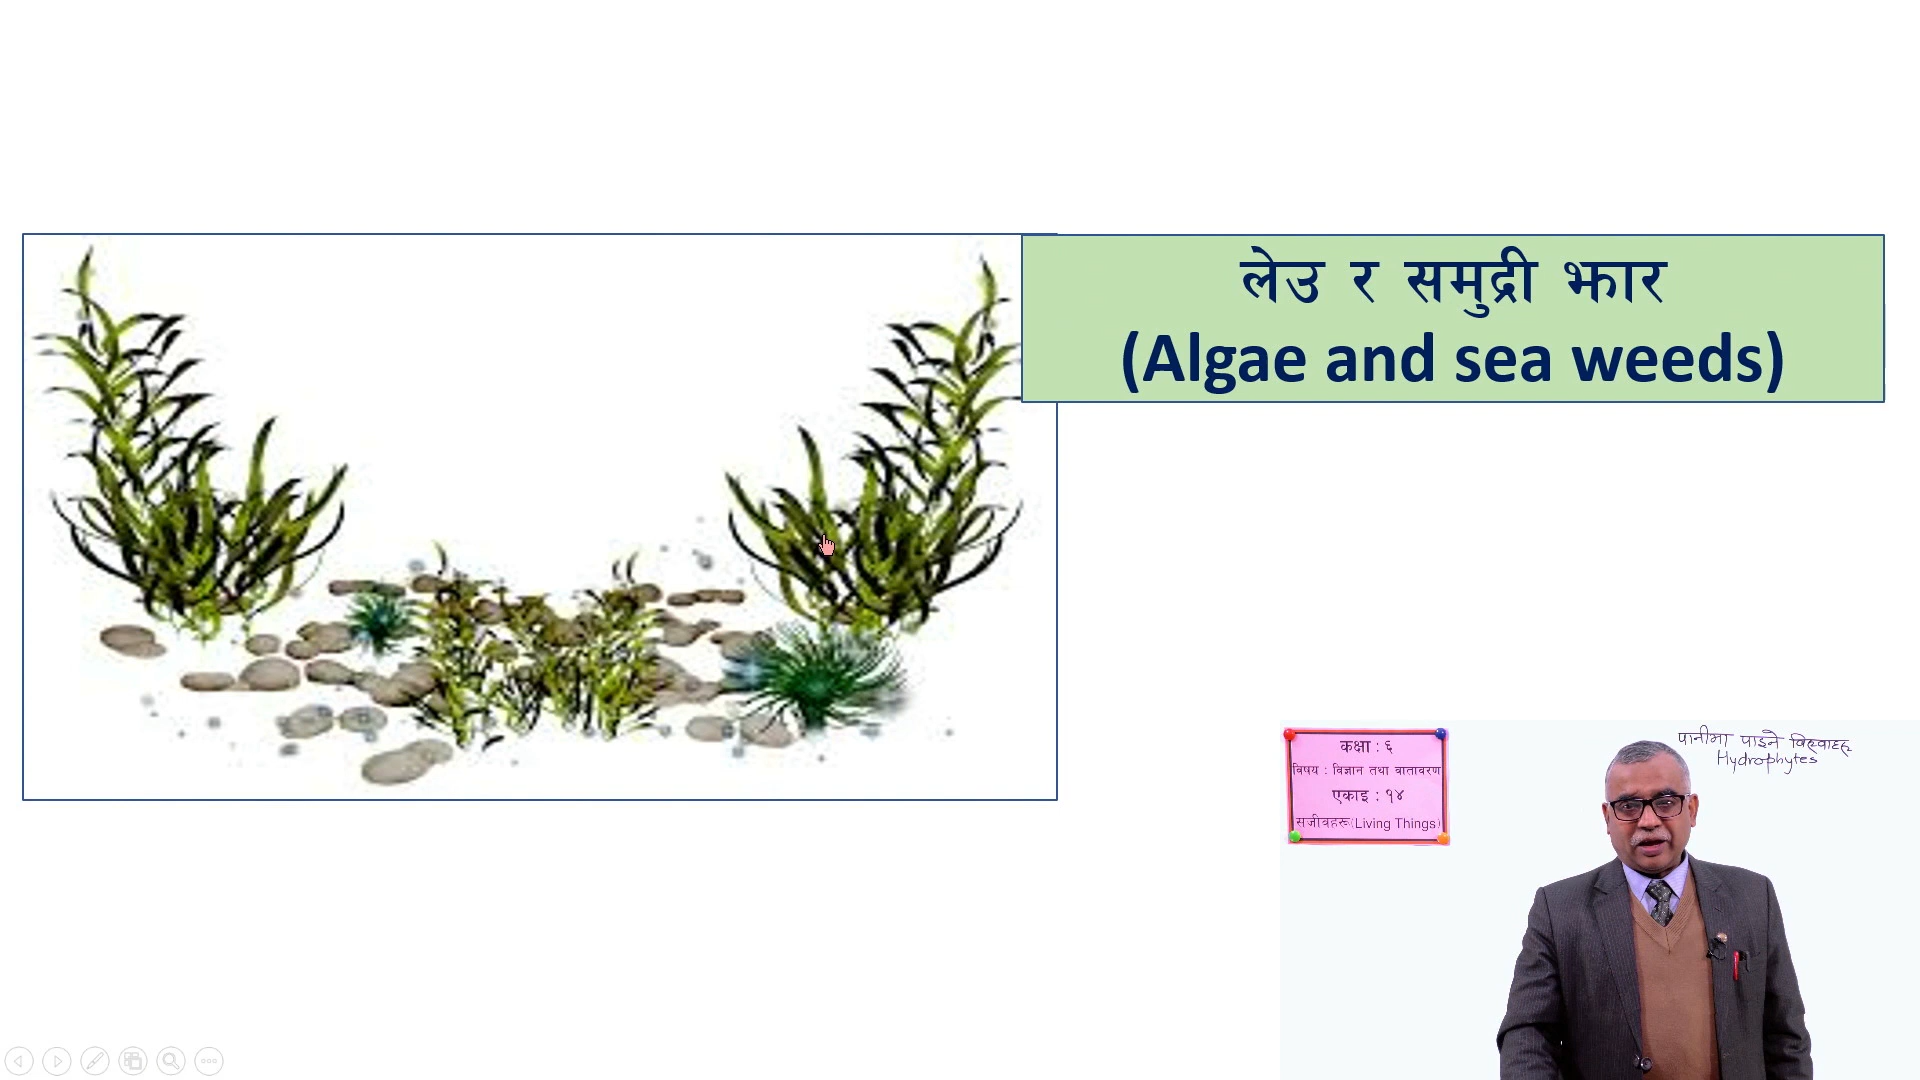 लेउ र समुद्री झार
(Algae and sea weeds)
कक्षा : ६
विषय : विज्ञान तथा वातावरण
एकाइ : १४
सजीवहरू(Living Things)
पानीमा पाइने विरुवाहरू
Hydrophytes